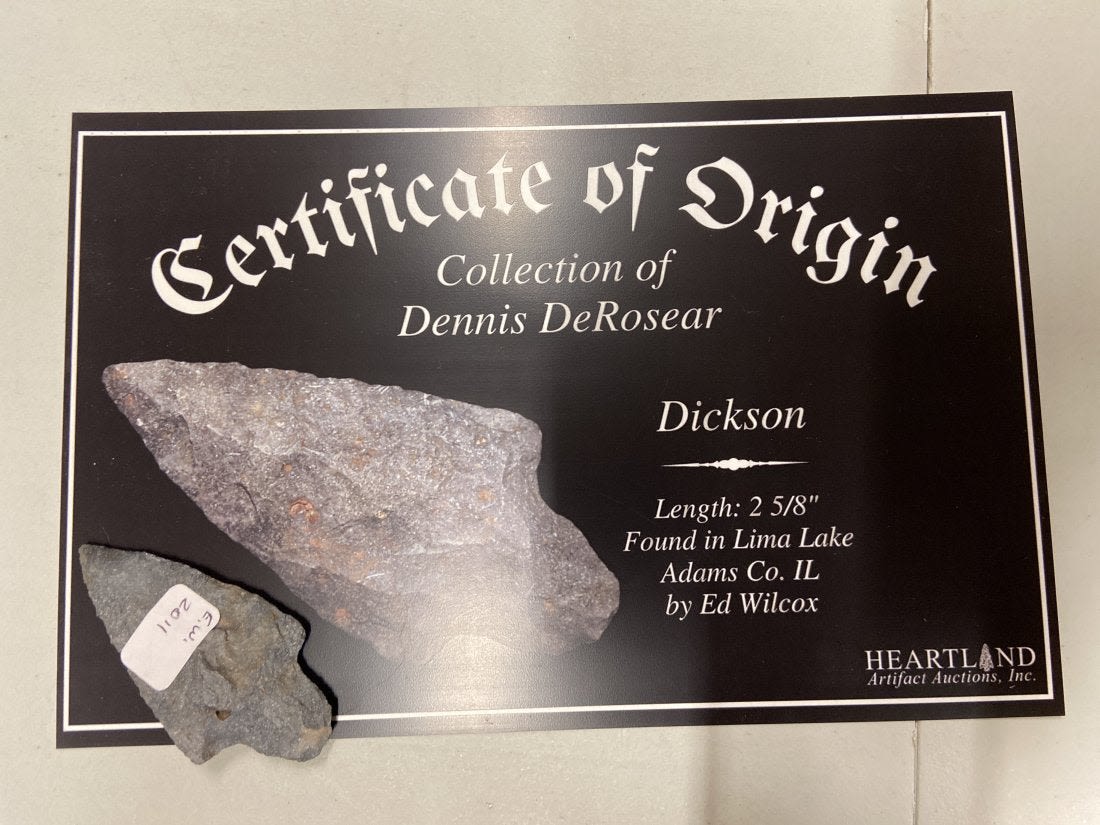 Certificate of Origin
Collection of
Dennis DeRosear
Dickson
Length: 2 5/8"
Found in Lima Lake
Adams Co. IL
by Ed Wilcox
HEARTLAND
Artifact Auctions, Inc.
E.W.
2011